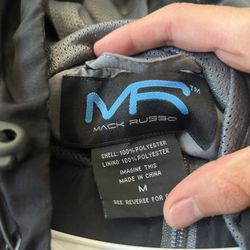 MR™
MACK RUSSO
SHELL: 100% POLYESTER
LINING: 100% POLYESTER
IMAGINE THIS
MADE IN CHINA
M
SEE REVERSE FOR